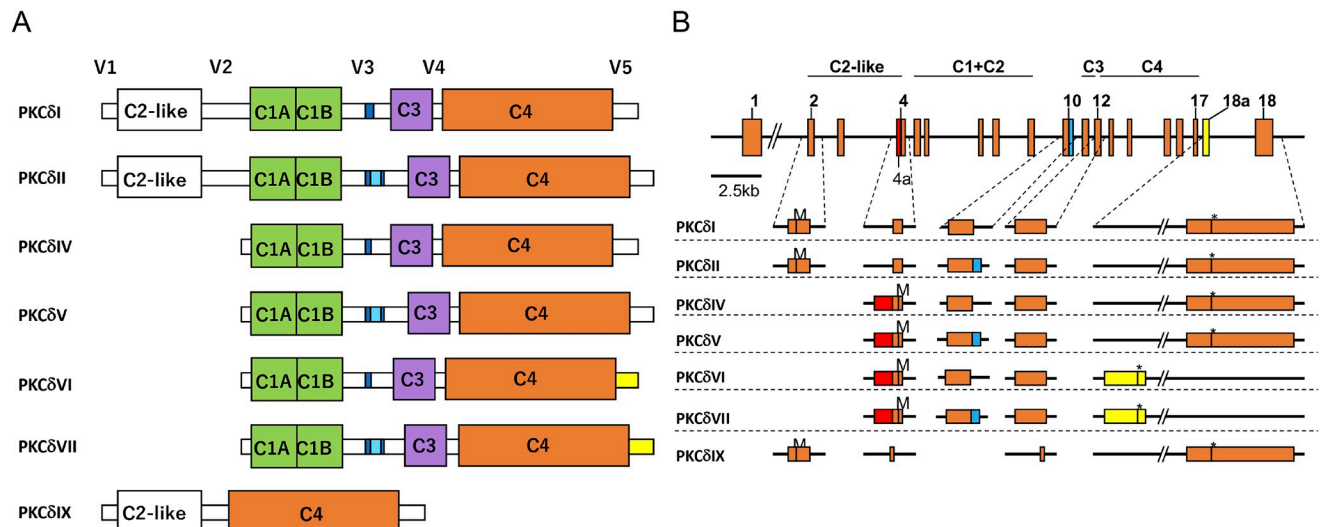 A
V1 V2 V3 V4 V5
PKCδI C2-like C1A C1B C3 C4
PKCδII C2-like C1A C1B C3 C4
PKCδIV C1A C1B C3 C4
PKCδV C1A C1B C3 C4
PKCδVI C1A C1B C3 C4
PKCδVII C1A C1B C3 C4
PKCδIX C2-like C4
B
C2-like C1+C2 C3 C4
1 2 4 10 12 17 18a 18
2.5kb 4a
PKCδI M *
PKCδII M *
PKCδIV M *
PKCδV M *
PKCδVI M *
PKCδVII M *
PKCδIX M *